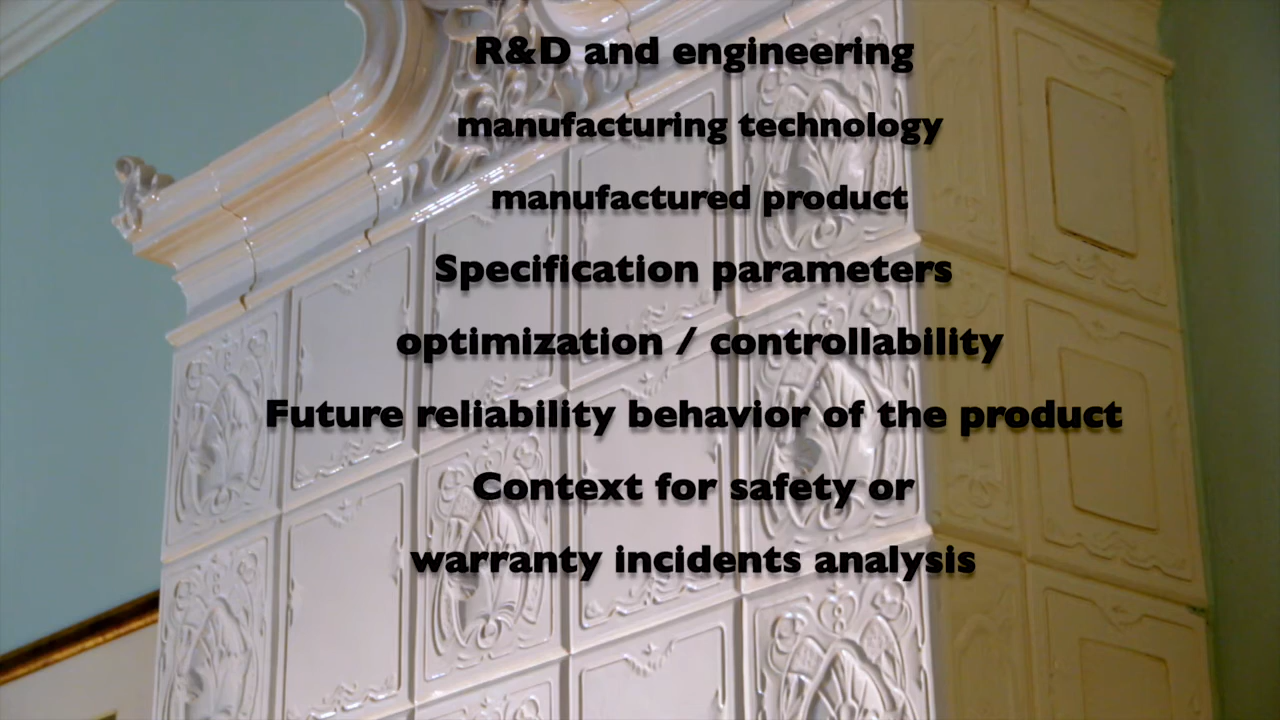 R&D and engineering
manufacturing technology
manufactured product
Specification parameters
optimization / controllability
Future reliability behavior of the product
Context for safety or
warranty incidents analysis